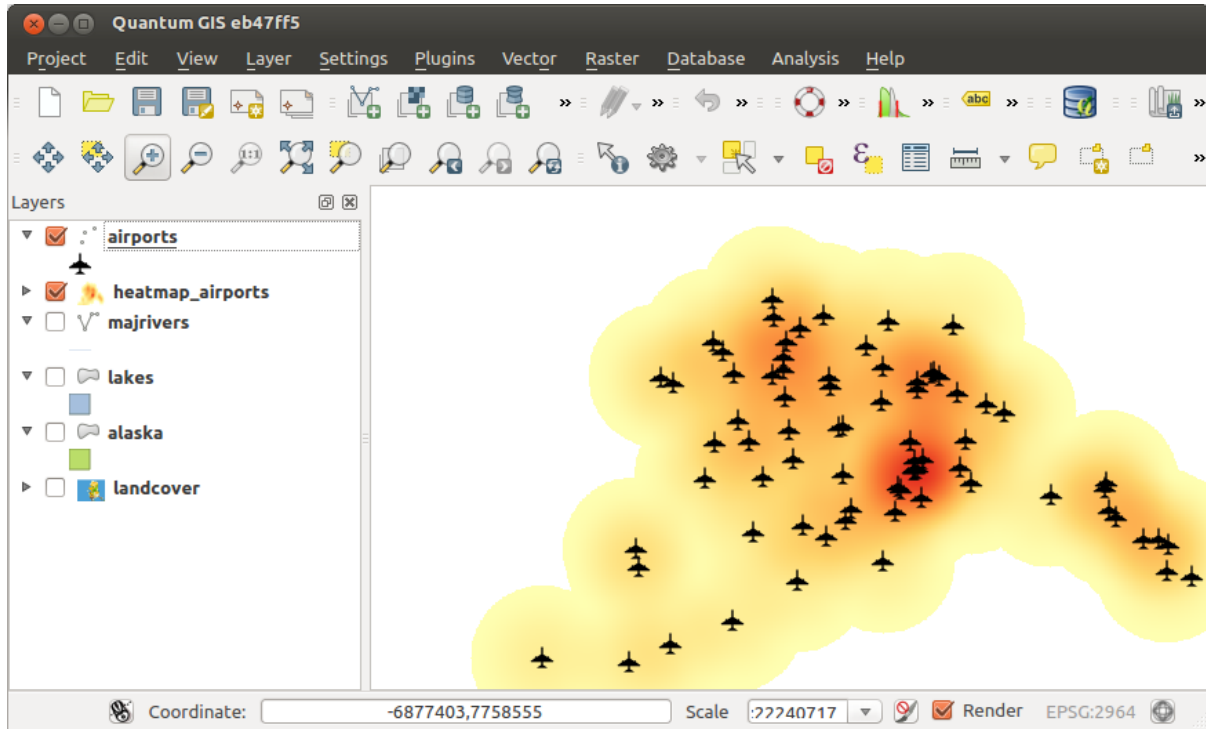 Quantum GIS eb47ff5
Project Edit View Layer Settings Plugins Vector Raster Database Analysis Help
abc
1:1
Layers
airports
heatmap_airports
majrivers
lakes
alaska
landcover
Coordinate: -6877403,7758555 Scale :22240717 Render EPSG:2964